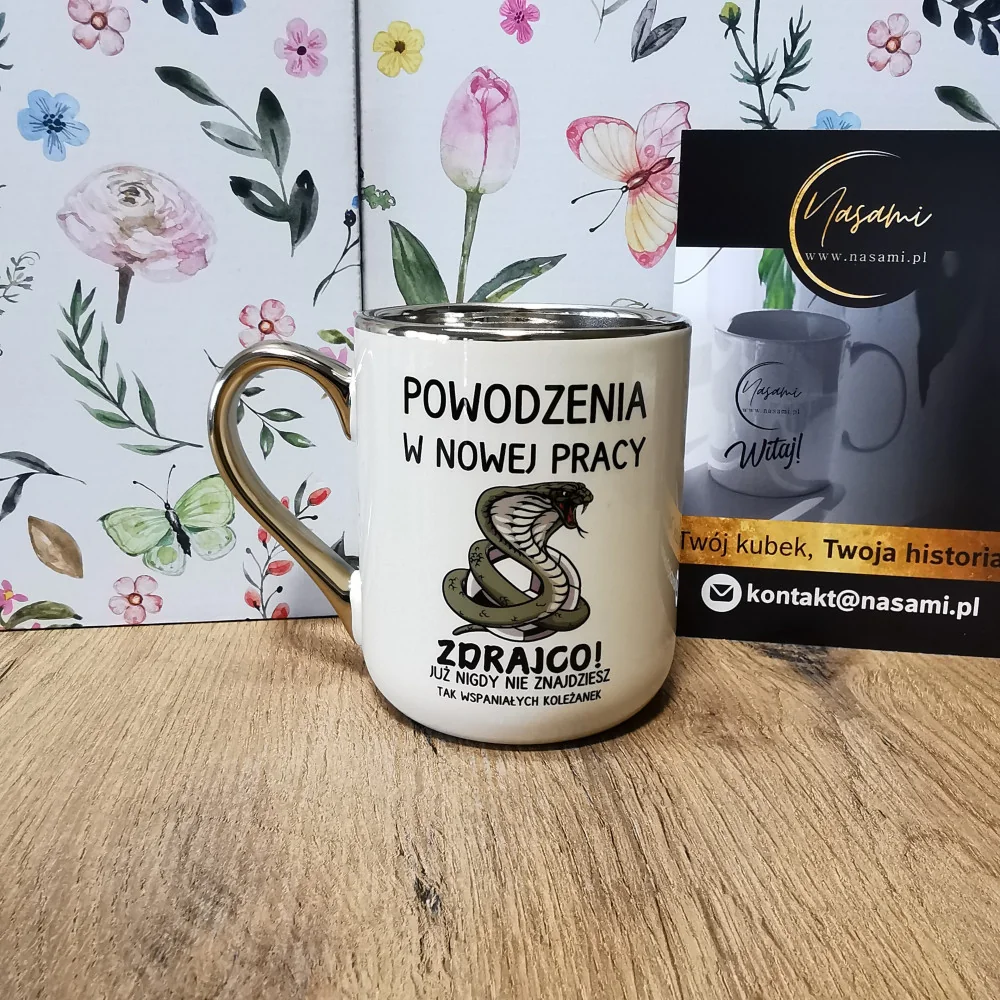 POWODZENIA
W NOWEJ PRACY
ZDRAJCO!
JUŻ NIGDY NIE ZNAJDZIESZ
TAK WSPANIAŁYCH KOLEŻANEK
Nasami
www.nasami.pl
Nasami
www.nasami.pl
Witaj!
Twój kubek, Twoja historia
kontakt@nasami.pl